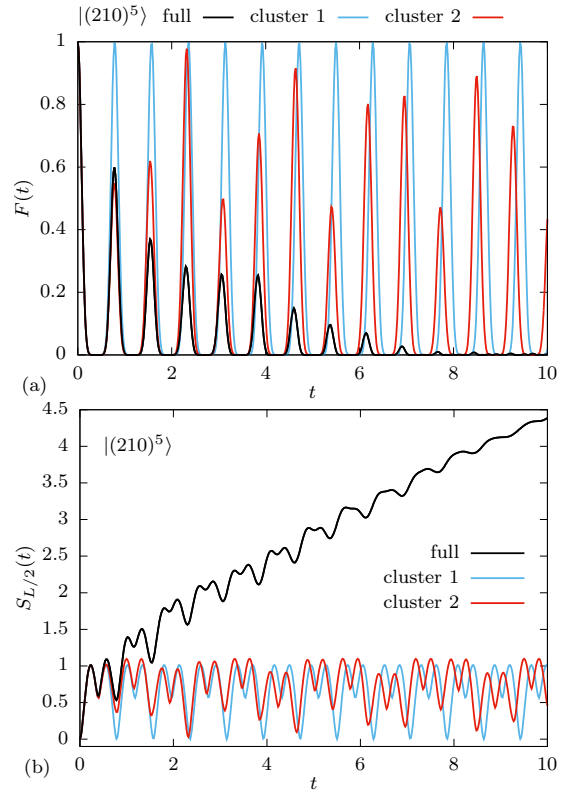 |(210)⁵⟩ full cluster 1 cluster 2
1
0.8
0.6
0.4
0.2
0
F(t)
0 2 4 6 8 10
(a) t
4.5
4
3.5
3
2.5
2
1.5
1
0.5
0
|(210)⁵⟩
S_{L/2}(t)
full
cluster 1
cluster 2
0 2 4 6 8 10
(b) t